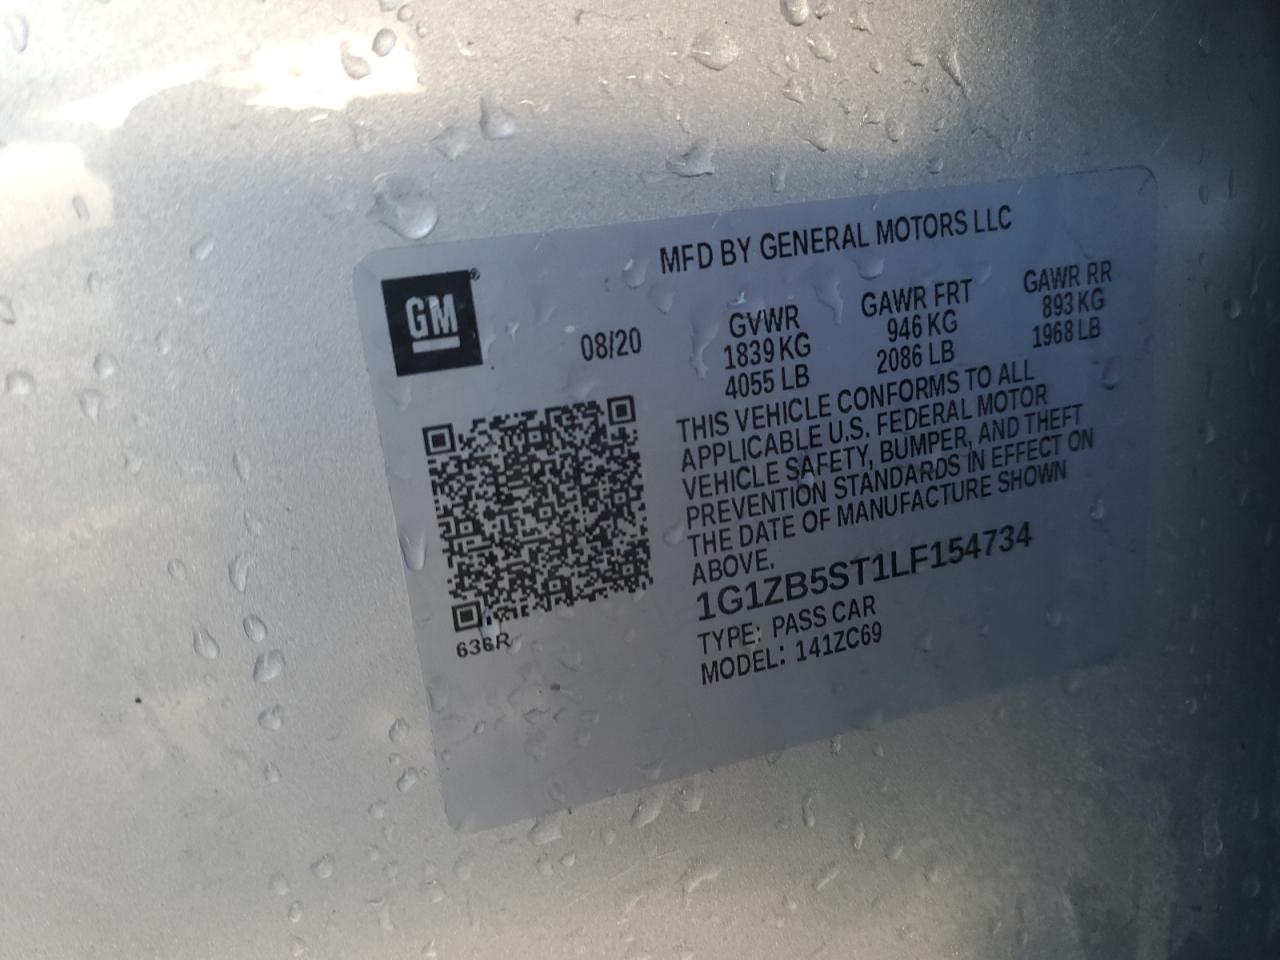 MFD BY GENERAL MOTORS LLC
GM
08/20
GVWR
1839 KG
4055 LB
GAWR FRT
946 KG
2086 LB
GAWR RR
893 KG
1968 LB
THIS VEHICLE CONFORMS TO ALL
APPLICABLE U.S. FEDERAL MOTOR
VEHICLE SAFETY, BUMPER, AND THEFT
PREVENTION STANDARDS IN EFFECT ON
THE DATE OF MANUFACTURE SHOWN
ABOVE.
1G1ZB5ST1LF154734
TYPE: PASS CAR
MODEL: 141ZC69
636R